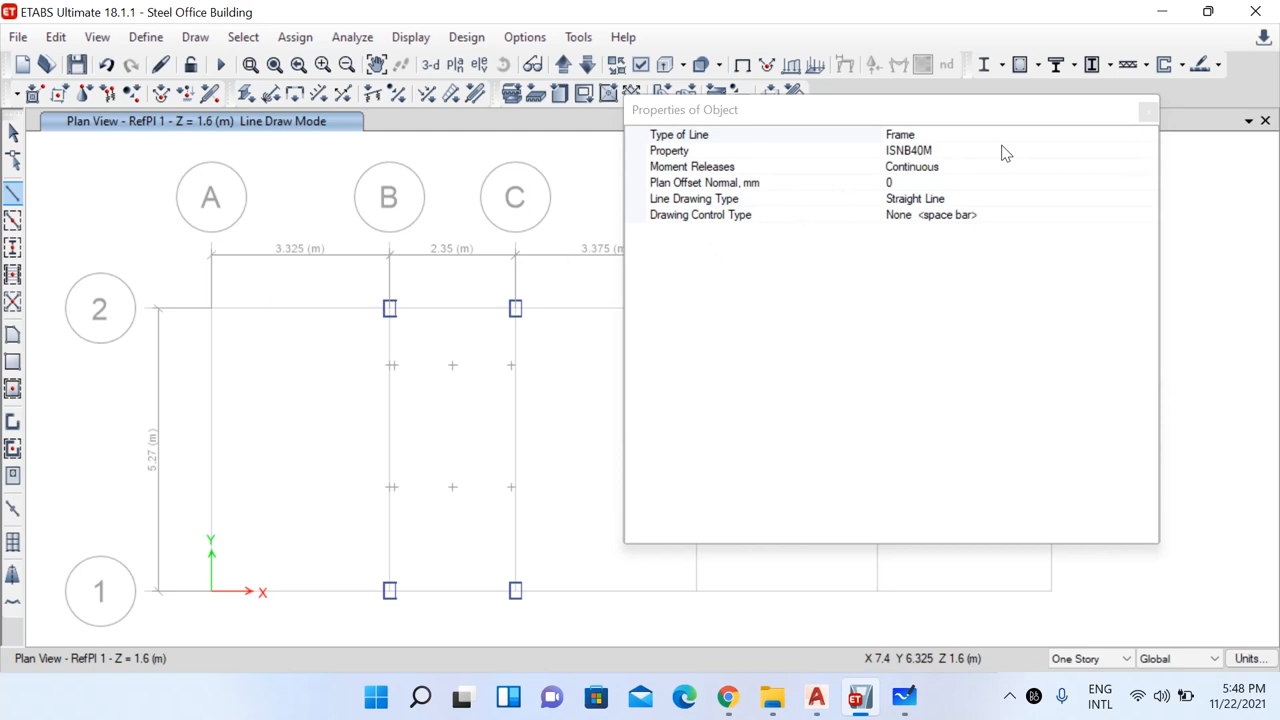 ETABS Ultimate 18.1.1 - Steel Office Building
File Edit View Define Draw Select Assign Analyze Display Design Options Tools Help
3-d Pla ele nd
Plan View - RefPl 1 - Z = 1.6 (m) Line Draw Mode
Properties of Object
Type of Line Frame
Property ISNB40M
Moment Releases Continuous
Plan Offset Normal, mm 0
Line Drawing Type Straight Line
Drawing Control Type None <space bar>
A B C
3.325 (m) 2.35 (m) 3.375 (m
2
5.27 (m)
Y
1
X
Plan View - RefPl 1 - Z = 1.6 (m) X 7.4 Y 6.325 Z 1.6 (m) One Story Global Units...
ENG
INTL
5:48 PM
11/22/2021